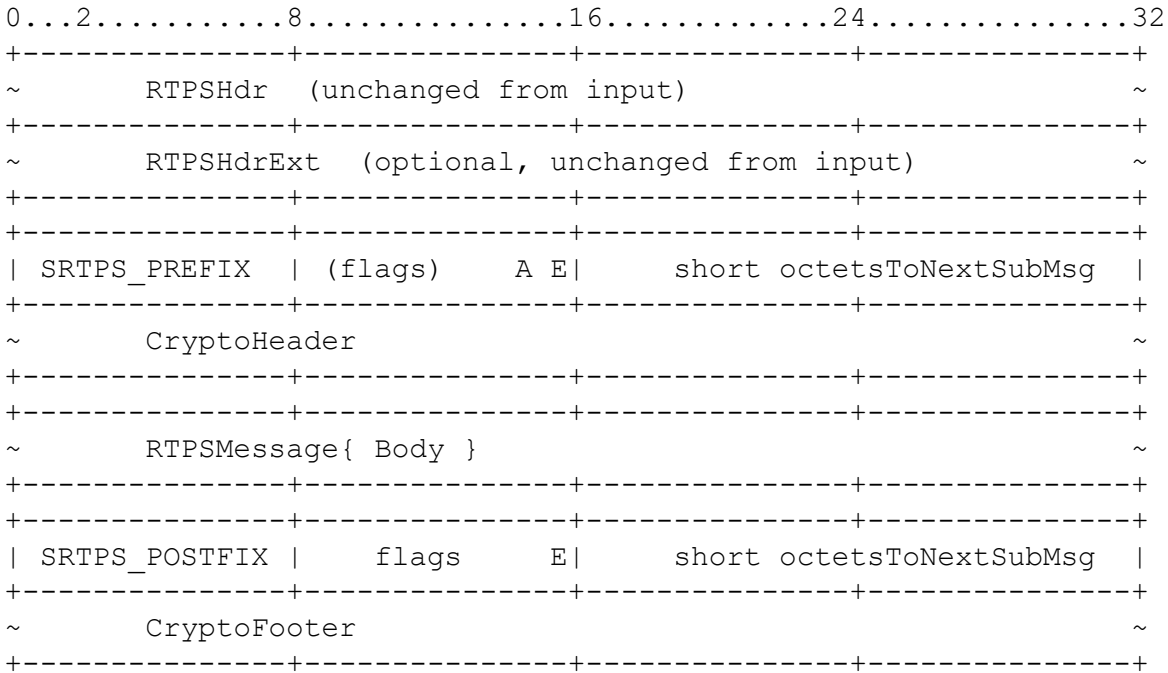 0...2...........8...............16.............24...............32
+---------------+---------------+---------------+---------------+
~       RTPSHdr  (unchanged from input)                         ~
+---------------+---------------+---------------+---------------+
~       RTPSHdrExt  (optional, unchanged from input)            ~
+---------------+---------------+---------------+---------------+
+---------------+---------------+---------------+---------------+
| SRTPS_PREFIX  | (flags)    A E|     short octetsToNextSubMsg  |
+---------------+---------------+---------------+---------------+
~       CryptoHeader                                            ~
+---------------+---------------+---------------+---------------+
+---------------+---------------+---------------+---------------+
~       RTPSMessage{ Body }                                     ~
+---------------+---------------+---------------+---------------+
+---------------+---------------+---------------+---------------+
| SRTPS_POSTFIX |    flags     E|     short octetsToNextSubMsg  |
+---------------+---------------+---------------+---------------+
~       CryptoFooter                                            ~
+---------------+---------------+---------------+---------------+